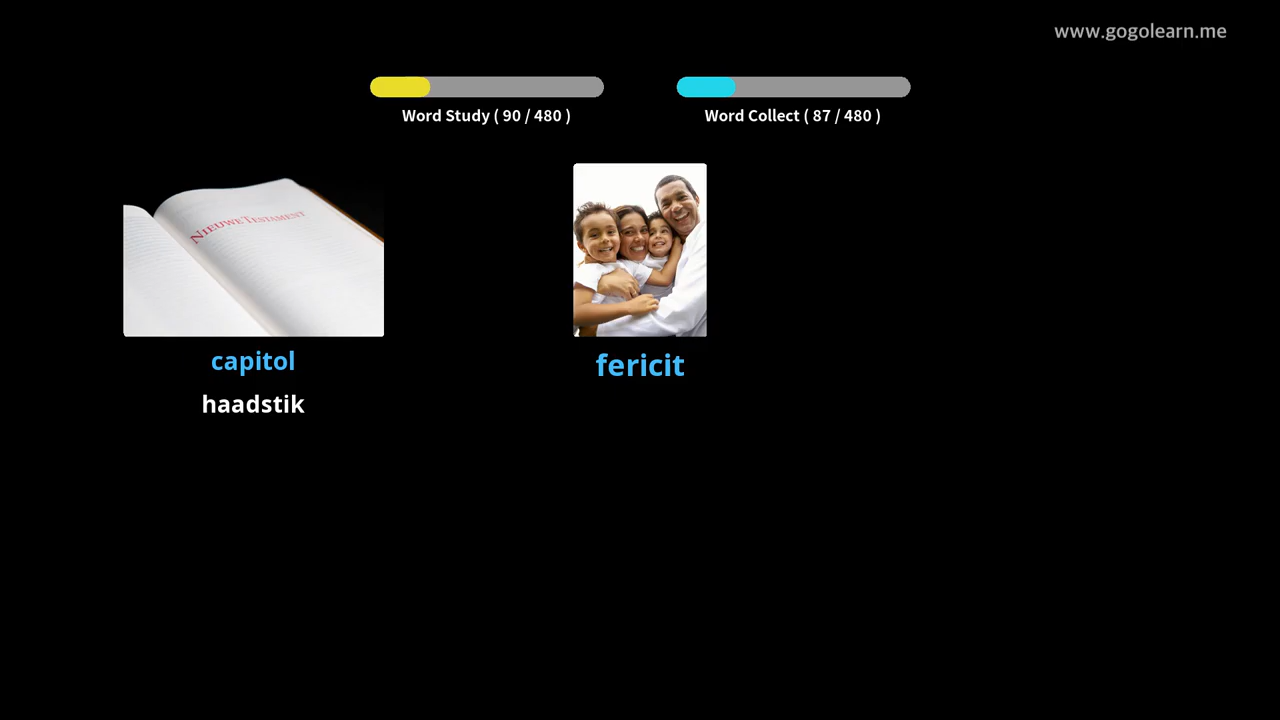 www.gogolearn.me
Word Study ( 90 / 480 )
Word Collect ( 87 / 480 )
NIEUWE TESTAMENT
capitol
haadstik
fericit